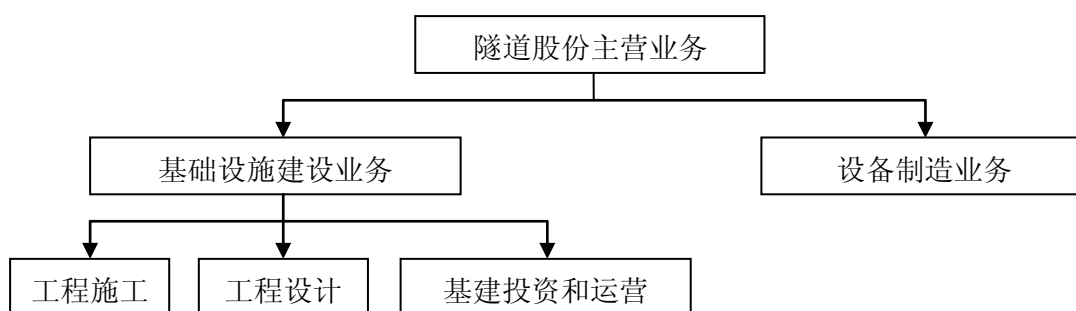 隧道股份主营业务
基础设施建设业务
设备制造业务
工程施工
工程设计
基建投资和运营